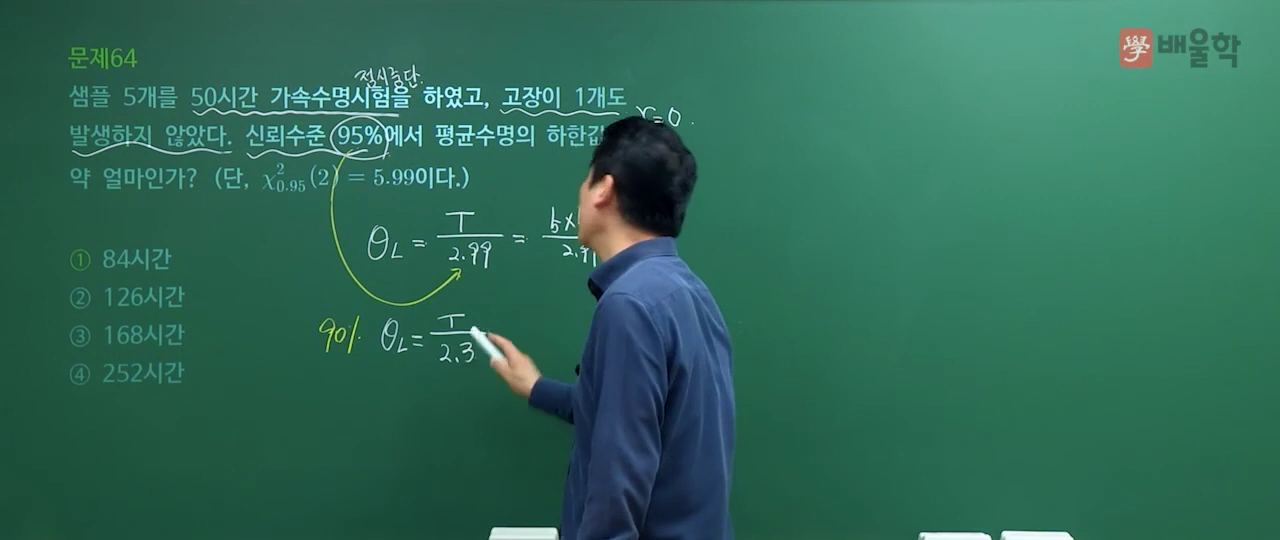 문제64
學 배울학
정시중단.
샘플 5개를 50시간 가속수명시험을 하였고, 고장이 1개도
r=0.
발생하지 않았다. 신뢰수준 95%에서 평균수명의 하한값
약 얼마인가? (단, χ²₀.₉₅(2) = 5.99이다.)
θL = T/2.99 =
① 84시간
② 126시간
③ 168시간
④ 252시간
90% θL = T/2.3